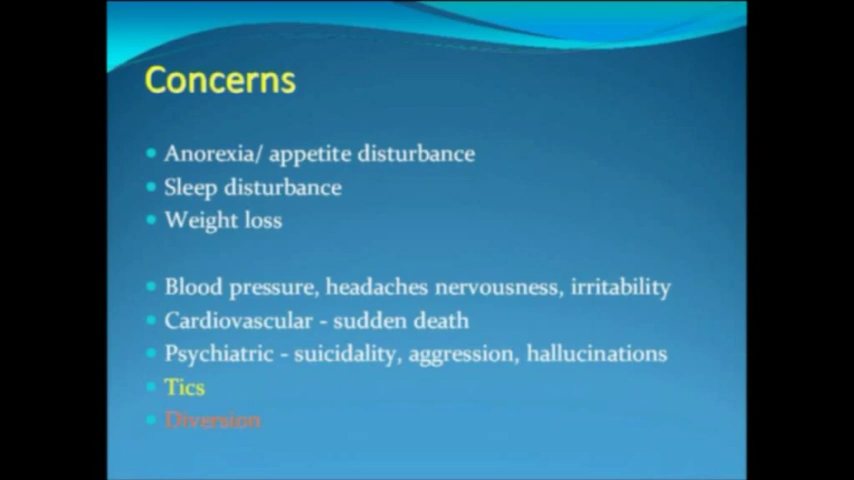 Concerns
Anorexia/ appetite disturbance
Sleep disturbance
Weight loss
Blood pressure, headaches nervousness, irritability
Cardiovascular - sudden death
Psychiatric - suicidality, aggression, hallucinations
Tics
Diversion